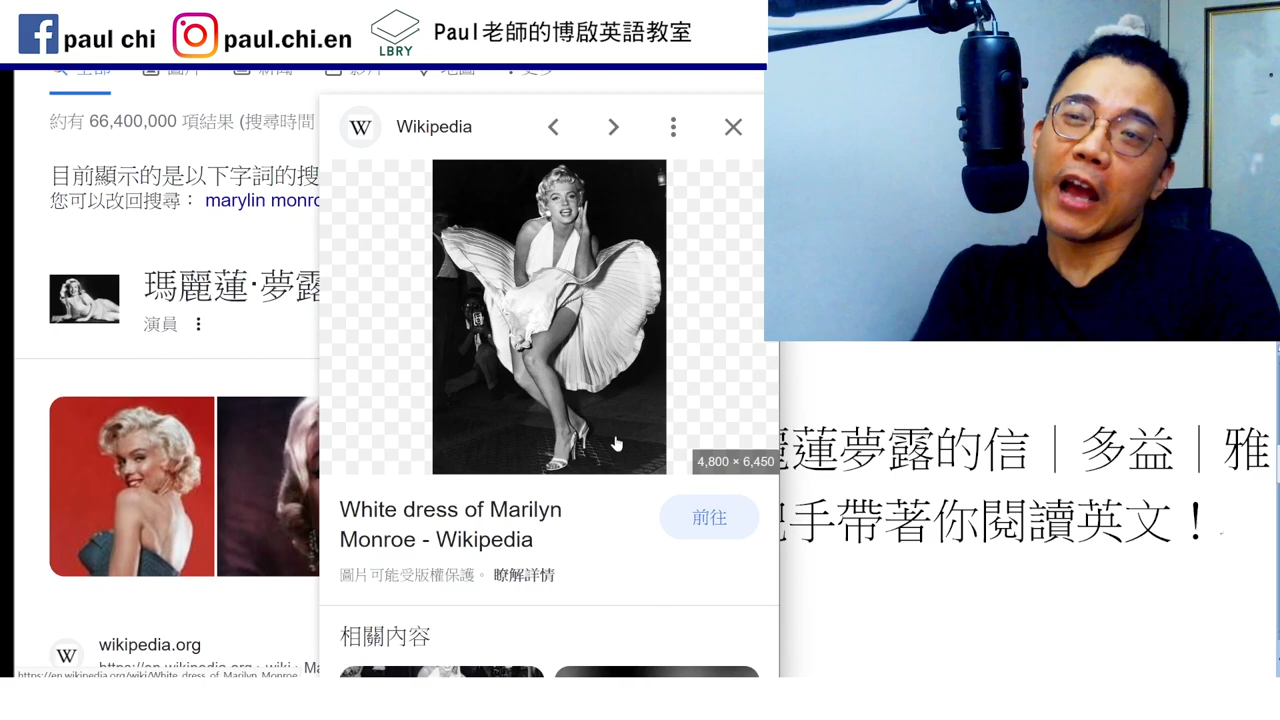 paul chi
paul.chi.en
LBRY
Paul老師的博啟英語教室
約有 66,400,000 項結果 (搜尋時間
目前顯示的是以下字詞的搜
您可以改回搜尋： marylin monro
瑪麗蓮·夢露
演員
W
Wikipedia
4,800 × 6,450
White dress of Marilyn
Monroe - Wikipedia
前往
圖片可能受版權保護。 瞭解詳情
相關內容
W
wikipedia.org
https://en.wikipedia.org/wiki/White_dress_of_Marilyn_Monroe
蓮夢露的信｜多益｜雅
手帶著你閱讀英文！